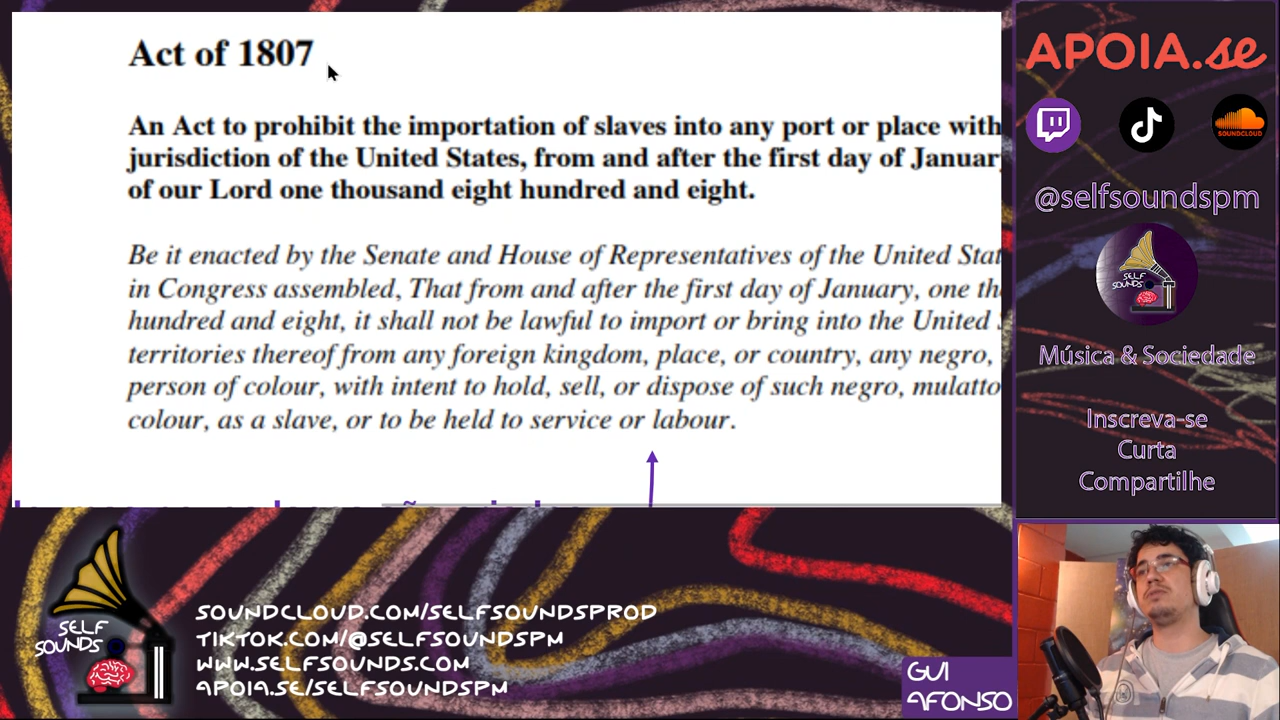 Act of 1807
An Act to prohibit the importation of slaves into any port or place with
jurisdiction of the United States, from and after the first day of Januar
of our Lord one thousand eight hundred and eight.
Be it enacted by the Senate and House of Representatives of the United Stat
in Congress assembled, That from and after the first day of January, one th
hundred and eight, it shall not be lawful to import or bring into the United
territories thereof from any foreign kingdom, place, or country, any negro,
person of colour, with intent to hold, sell, or dispose of such negro, mulatto
colour, as a slave, or to be held to service or labour.
APOIA.se
SOUNDCLOUD
@selfsoundspm
SELF
SOUNDS
Música & Sociedade
Inscreva-se
Curta
Compartilhe
SELF
SOUNDS
SOUNDCLOUD.COM/SELFSOUNDSPROD
TIKTOK.COM/@SELFSOUNDSPM
WWW.SELFSOUNDS.COM
APOIA.SE/SELFSOUNDSPM
GUI
AFONSO